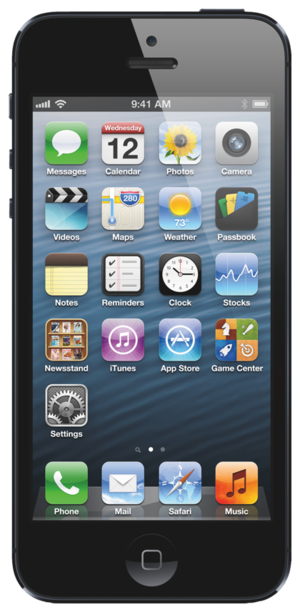 9:41 AM
Wednesday
12
280
Messages Calendar Photos Camera
73°
Videos Maps Weather Passbook
Notes Reminders Clock Stocks
Newsstand iTunes App Store Game Center
Settings
Phone Mail Safari Music